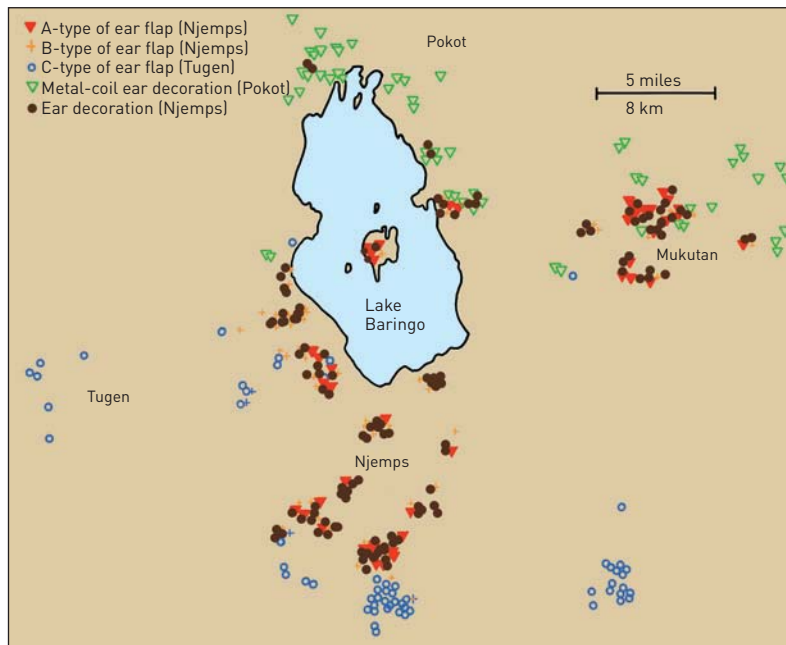 A-type of ear flap (Njemps)
B-type of ear flap (Njemps)
C-type of ear flap (Tugen)
Metal-coil ear decoration (Pokot)
Ear decoration (Njemps)
Pokot
5 miles
8 km
Mukutan
Lake
Baringo
Tugen
Njemps